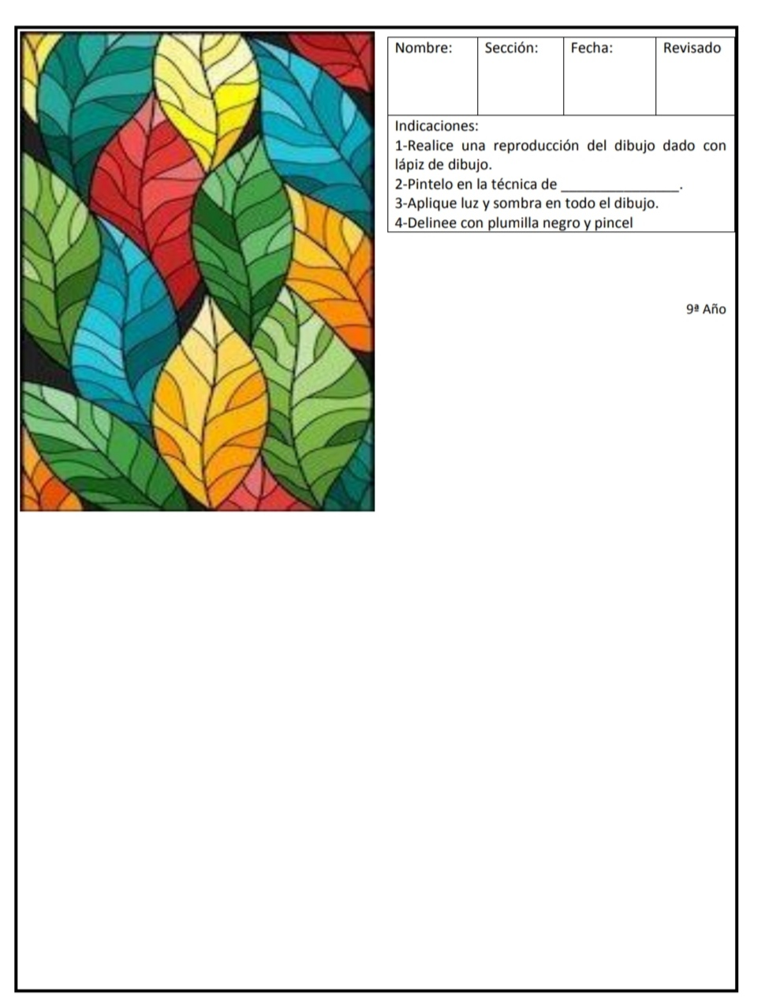 Nombre: Sección: Fecha: Revisado
Indicaciones:
1-Realice una reproducción del dibujo dado con
lápiz de dibujo.
2-Pintelo en la técnica de ________________.
3-Aplique luz y sombra en todo el dibujo.
4-Delinee con plumilla negro y pincel
9ª Año